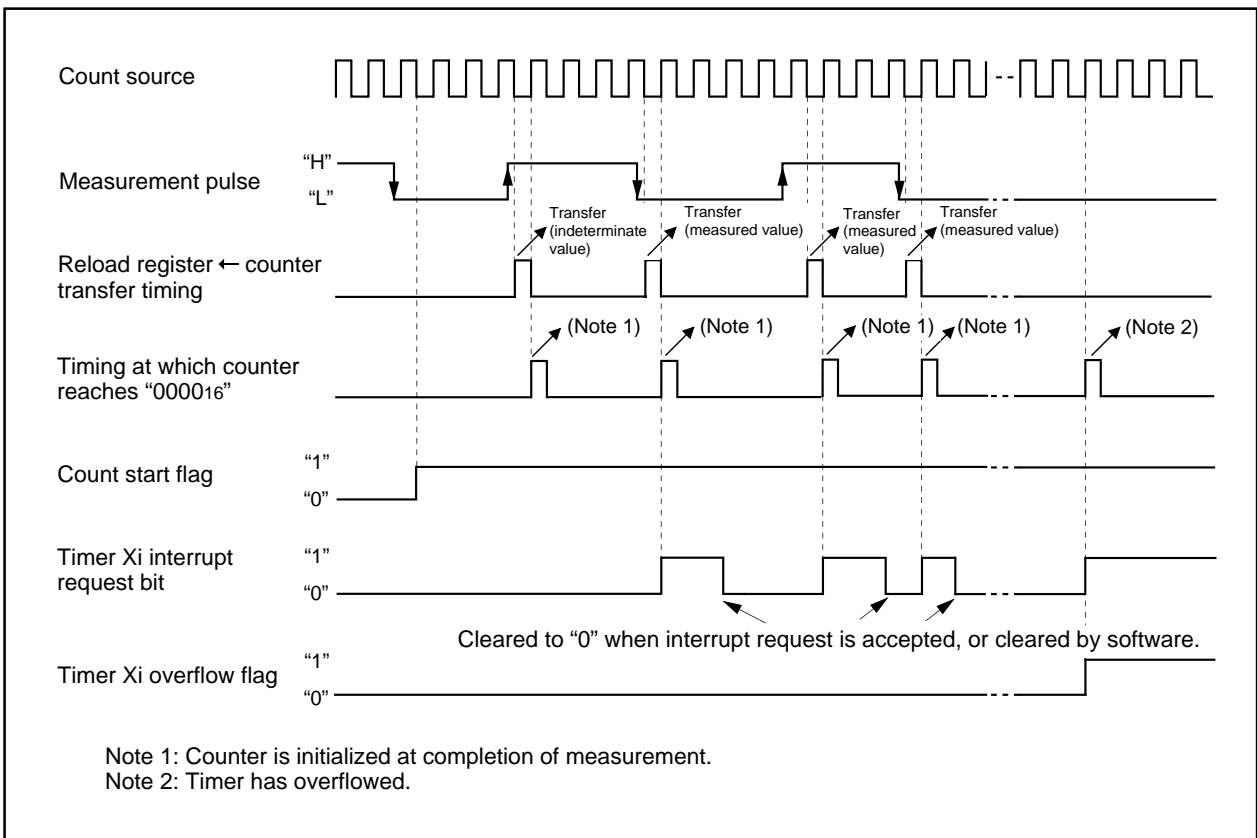 Count source
Measurement pulse
“H”
“L”
Transfer
(indeterminate
value)
Transfer
(measured value)
Transfer
(measured
value)
Transfer
(measured value)
Reload register ← counter
transfer timing
(Note 1)
(Note 1)
(Note 1)
(Note 1)
(Note 2)
Timing at which counter
reaches “000016”
Count start flag
“1”
“0”
Timer Xi interrupt
request bit
“1”
“0”
Cleared to “0” when interrupt request is accepted, or cleared by software.
Timer Xi overflow flag
“1”
“0”
Note 1: Counter is initialized at completion of measurement.
Note 2: Timer has overflowed.